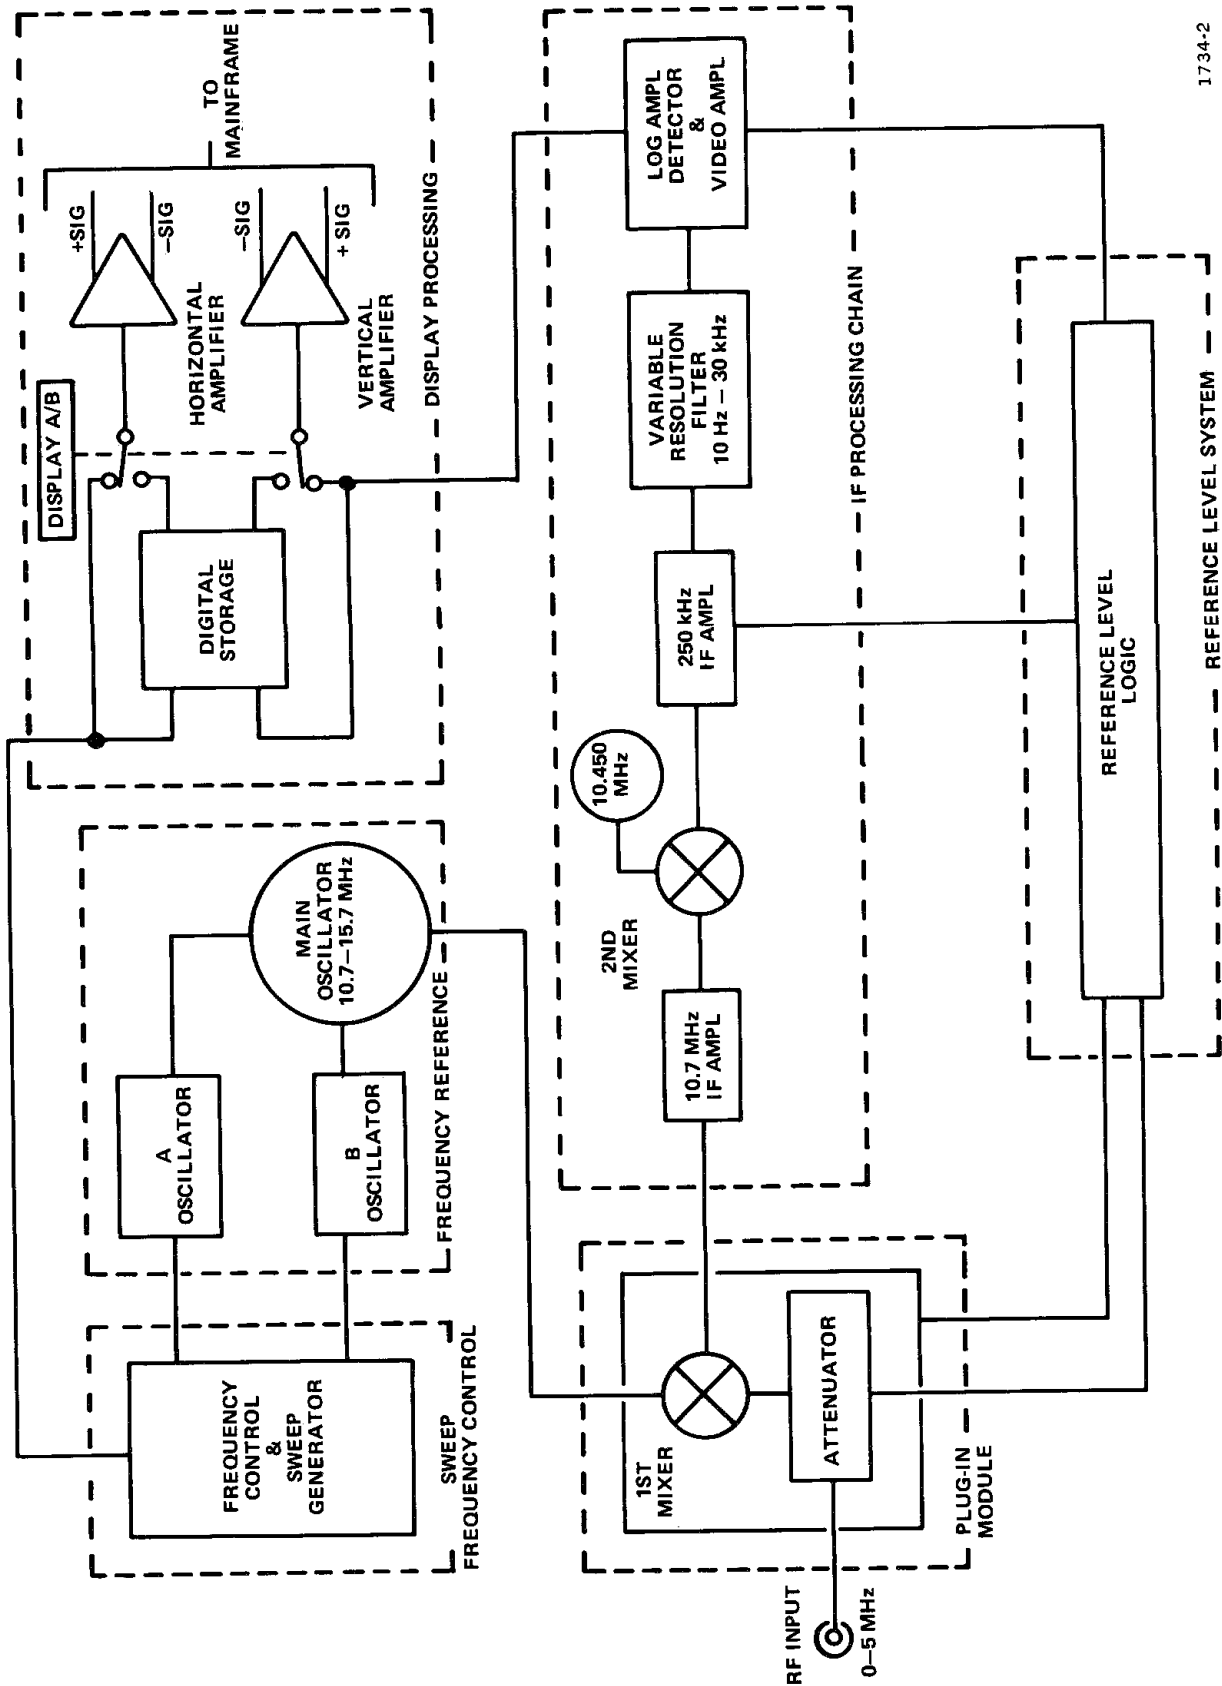 FREQUENCY
CONTROL
&
SWEEP
GENERATOR
SWEEP
FREQUENCY CONTROL
A
OSCILLATOR
B
OSCILLATOR
MAIN
OSCILLATOR
10.7–15.7 MHz
FREQUENCY REFERENCE
DIGITAL
STORAGE
DISPLAY A/B
HORIZONTAL
AMPLIFIER
+SIG
–SIG
VERTICAL
AMPLIFIER
–SIG
+ SIG
TO
MAINFRAME
DISPLAY PROCESSING
RF INPUT
0–5 MHz
1ST
MIXER
ATTENUATOR
PLUG-IN
MODULE
10.7 MHz
IF AMPL
2ND
MIXER
10.450
MHz
250 kHz
IF AMPL
VARIABLE
RESOLUTION
FILTER
10 Hz – 30 kHz
LOG AMPL
DETECTOR
&
VIDEO AMPL
IF PROCESSING CHAIN
REFERENCE LEVEL
LOGIC
REFERENCE LEVEL SYSTEM
1734-2